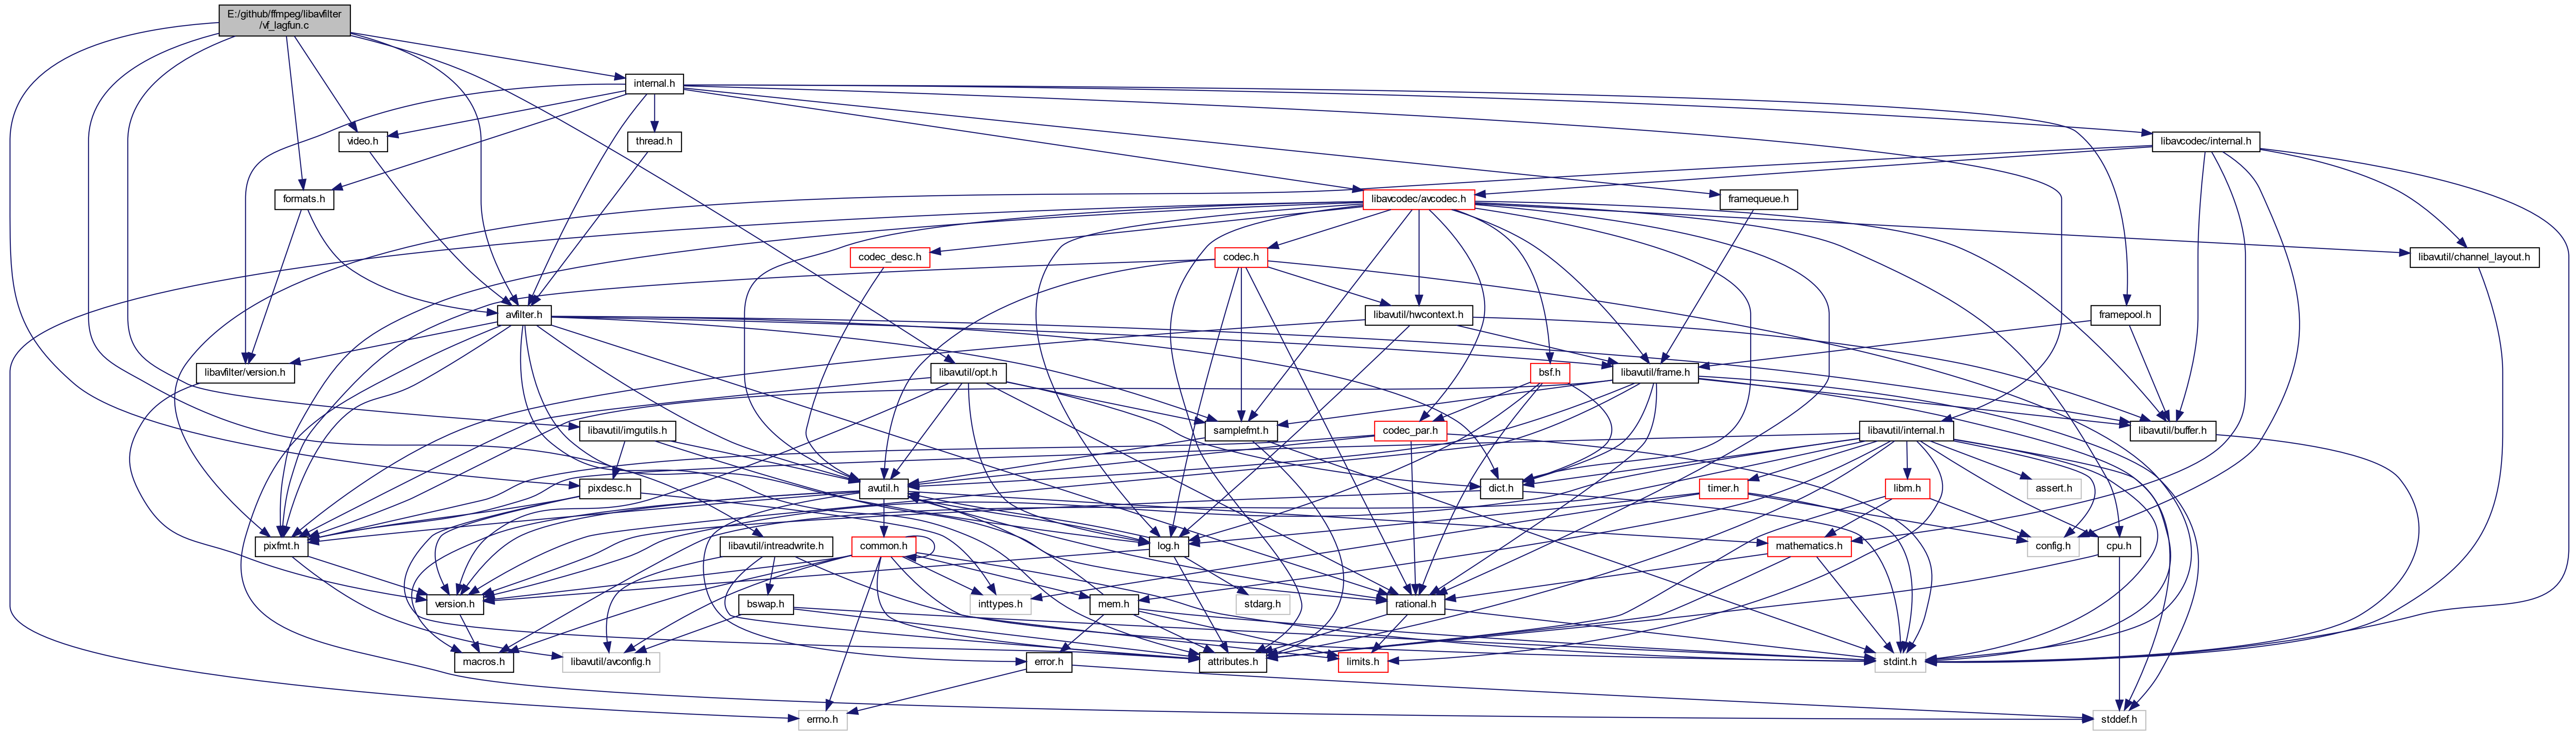 E:/github/ffmpeg/libavfilter
/vf_lagfun.c
internal.h
video.h
thread.h
libavcodec/internal.h
formats.h
libavcodec/avcodec.h
framequeue.h
codec_desc.h
codec.h
libavutil/channel_layout.h
avfilter.h
libavutil/hwcontext.h
framepool.h
libavfilter/version.h
libavutil/opt.h
bsf.h
libavutil/frame.h
libavutil/imgutils.h
samplefmt.h
codec_par.h
libavutil/internal.h
libavutil/buffer.h
pixdesc.h
avutil.h
dict.h
timer.h
libm.h
assert.h
pixfmt.h
libavutil/intreadwrite.h
common.h
log.h
mathematics.h
config.h
cpu.h
version.h
bswap.h
inttypes.h
mem.h
stdarg.h
rational.h
macros.h
libavutil/avconfig.h
error.h
attributes.h
limits.h
stdint.h
errno.h
stddef.h